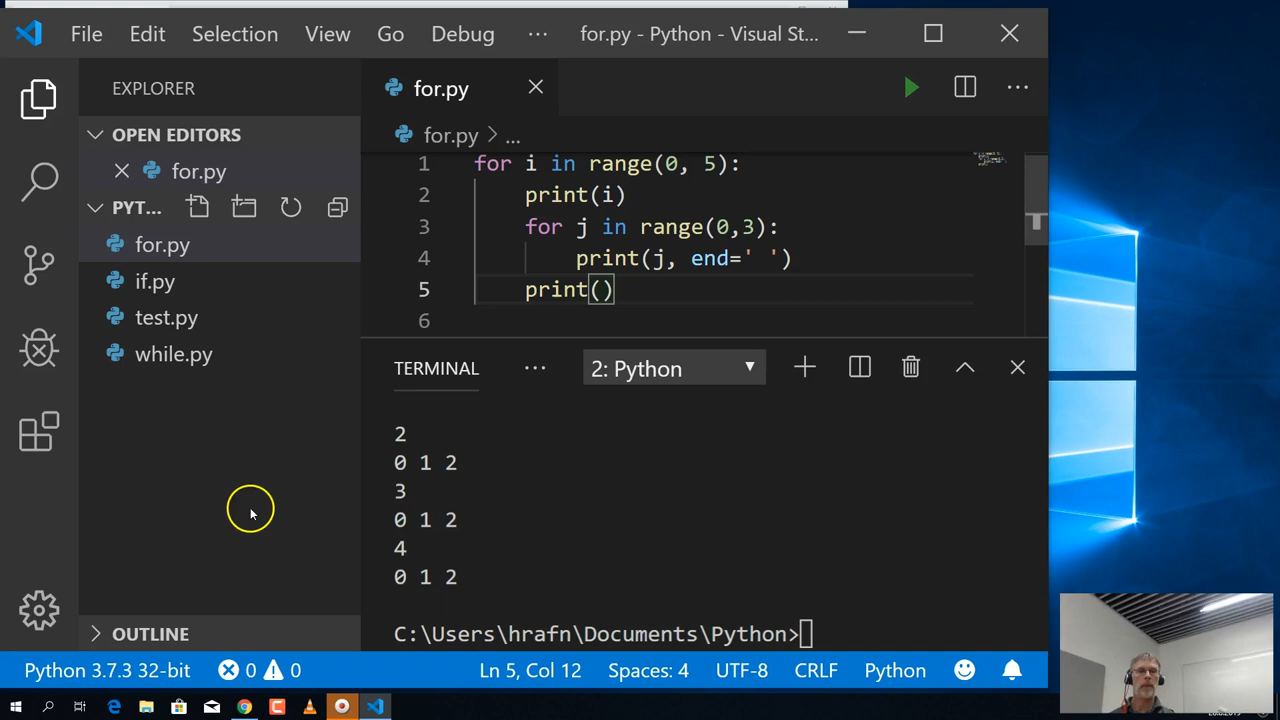 File Edit Selection View Go Debug ··· for.py - Python - Visual St...
EXPLORER
OPEN EDITORS
for.py
PYT...
for.py
if.py
test.py
while.py
OUTLINE
for.py
for.py > ...
1 for i in range(0, 5):
2 print(i)
3 for j in range(0,3):
4 print(j, end=' ')
5 print()
6
TERMINAL ··· 2: Python
2
0 1 2
3
0 1 2
4
0 1 2
C:\Users\hrafn\Documents\Python>
Python 3.7.3 32-bit 0 0 Ln 5, Col 12 Spaces: 4 UTF-8 CRLF Python